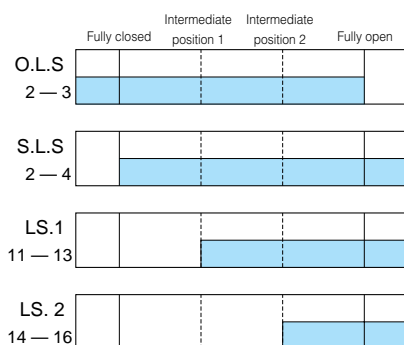 Intermediate Intermediate
Fully closed position 1 position 2 Fully open
O.L.S
2 — 3
S.L.S
2 — 4
LS.1
11 — 13
LS. 2
14 — 16